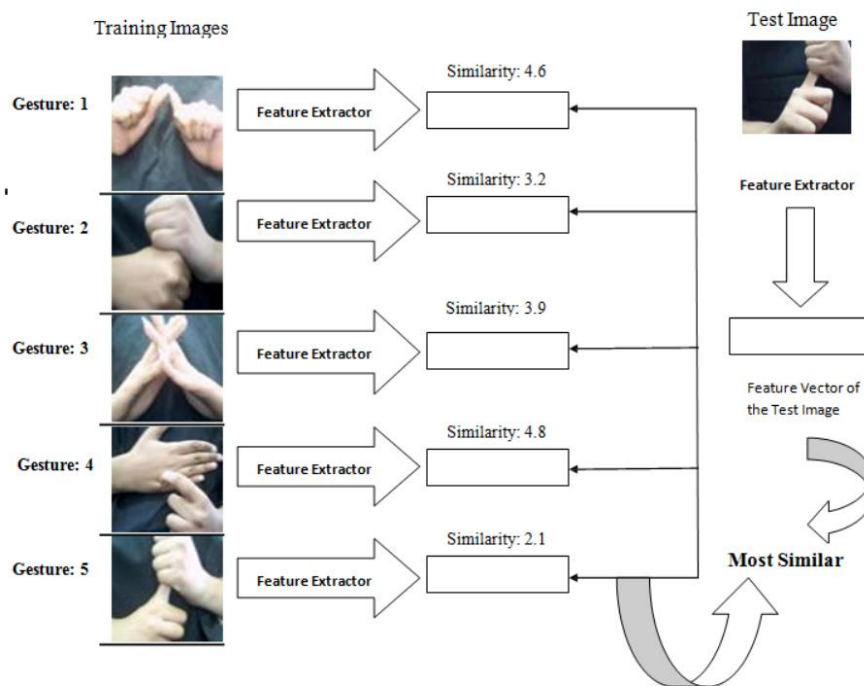 Training Images
Test Image
Gesture: 1
Feature Extractor
Similarity: 4.6
Gesture: 2
Feature Extractor
Similarity: 3.2
Feature Extractor
Gesture: 3
Feature Extractor
Similarity: 3.9
Feature Vector of
the Test Image
Gesture: 4
Feature Extractor
Similarity: 4.8
Gesture: 5
Feature Extractor
Similarity: 2.1
Most Similar